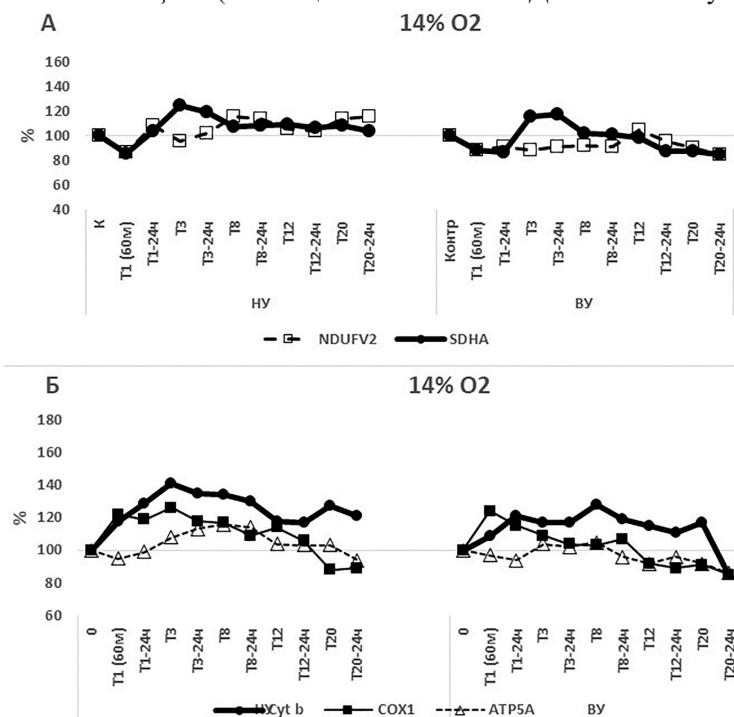 А
14% O2
160
140
120
100
80
60
40
%
К
Т1 (60м)
Т1-24ч
Т3
Т3-24ч
Т8
Т8-24ч
Т12
Т12-24ч
Т20
Т20-24ч
НУ
Контр
Т1 (60м)
Т1-24ч
Т3
Т3-24ч
Т8
Т8-24ч
Т12
Т12-24ч
Т20
Т20-24ч
ВУ
NDUFV2 SDHA
Б
14% O2
180
160
140
120
100
80
60
%
0
Т1 (60м)
Т1-24ч
Т3
Т3-24ч
Т8
Т8-24ч
Т12
Т12-24ч
Т20
Т20-24ч
НУ
0
Т1 (60м)
Т1-24ч
Т3
Т3-24ч
Т8
Т8-24ч
Т12
Т12-24ч
Т20
Т20-24ч
ВУ
Cyt b COX1 ATP5A